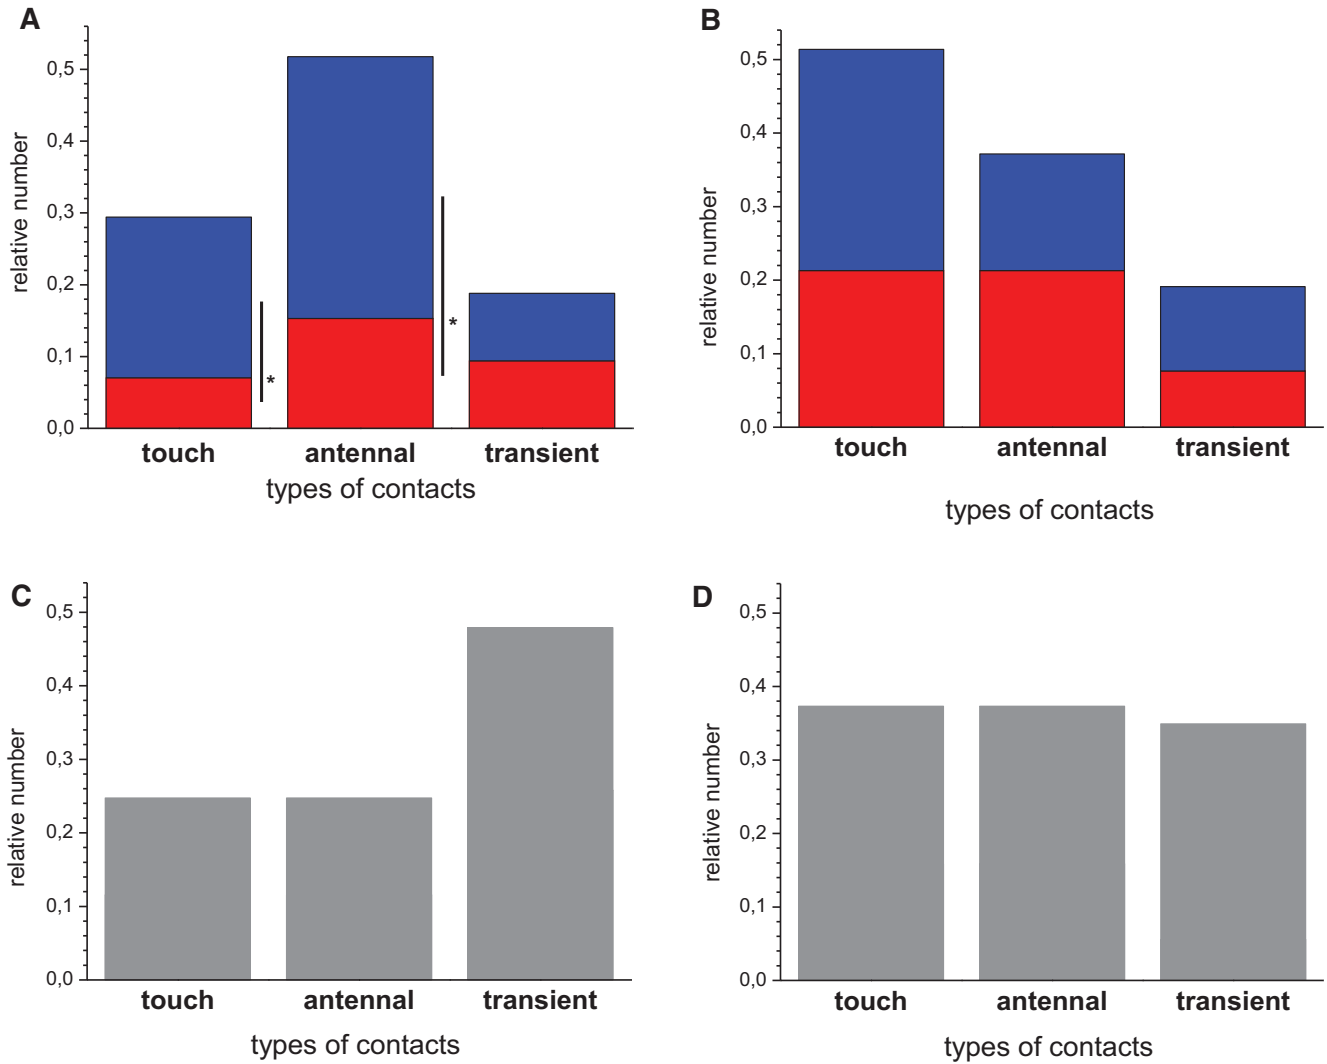 A
relative number
0,5
0,4
0,3
0,2
0,1
0,0
*
*
touch antennal transient
types of contacts
B
relative number
0,5
0,4
0,3
0,2
0,1
0,0
touch antennal transient
types of contacts
C
relative number
0,5
0,4
0,3
0,2
0,1
0,0
touch antennal transient
types of contacts
D
relative number
0,5
0,4
0,3
0,2
0,1
0,0
touch antennal transient
types of contacts